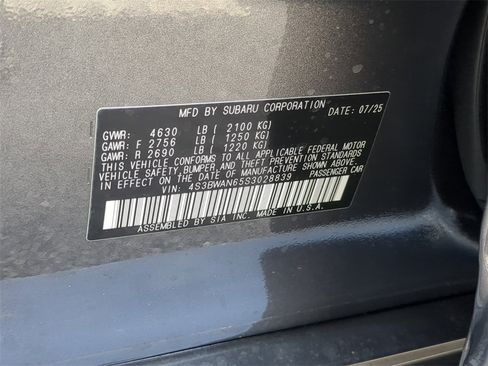 MFD BY SUBARU CORPORATION DATE: 07/25
GVWR: 4630 LB ( 2100 KG)
GAWR: F 2756 LB ( 1250 KG)
GAWR: R 2690 LB ( 1220 KG)
THIS VEHICLE CONFORMS TO ALL APPLICABLE FEDERAL MOTOR
VEHICLE SAFETY, BUMPER, AND THEFT PREVENTION STANDARDS
IN EFFECT ON THE DATE OF MANUFACTURE SHOWN ABOVE.
VIN: 4S3BWAN65S3028839 PASSENGER CAR
ASSEMBLED BY SIA INC. MADE IN U.S.A.